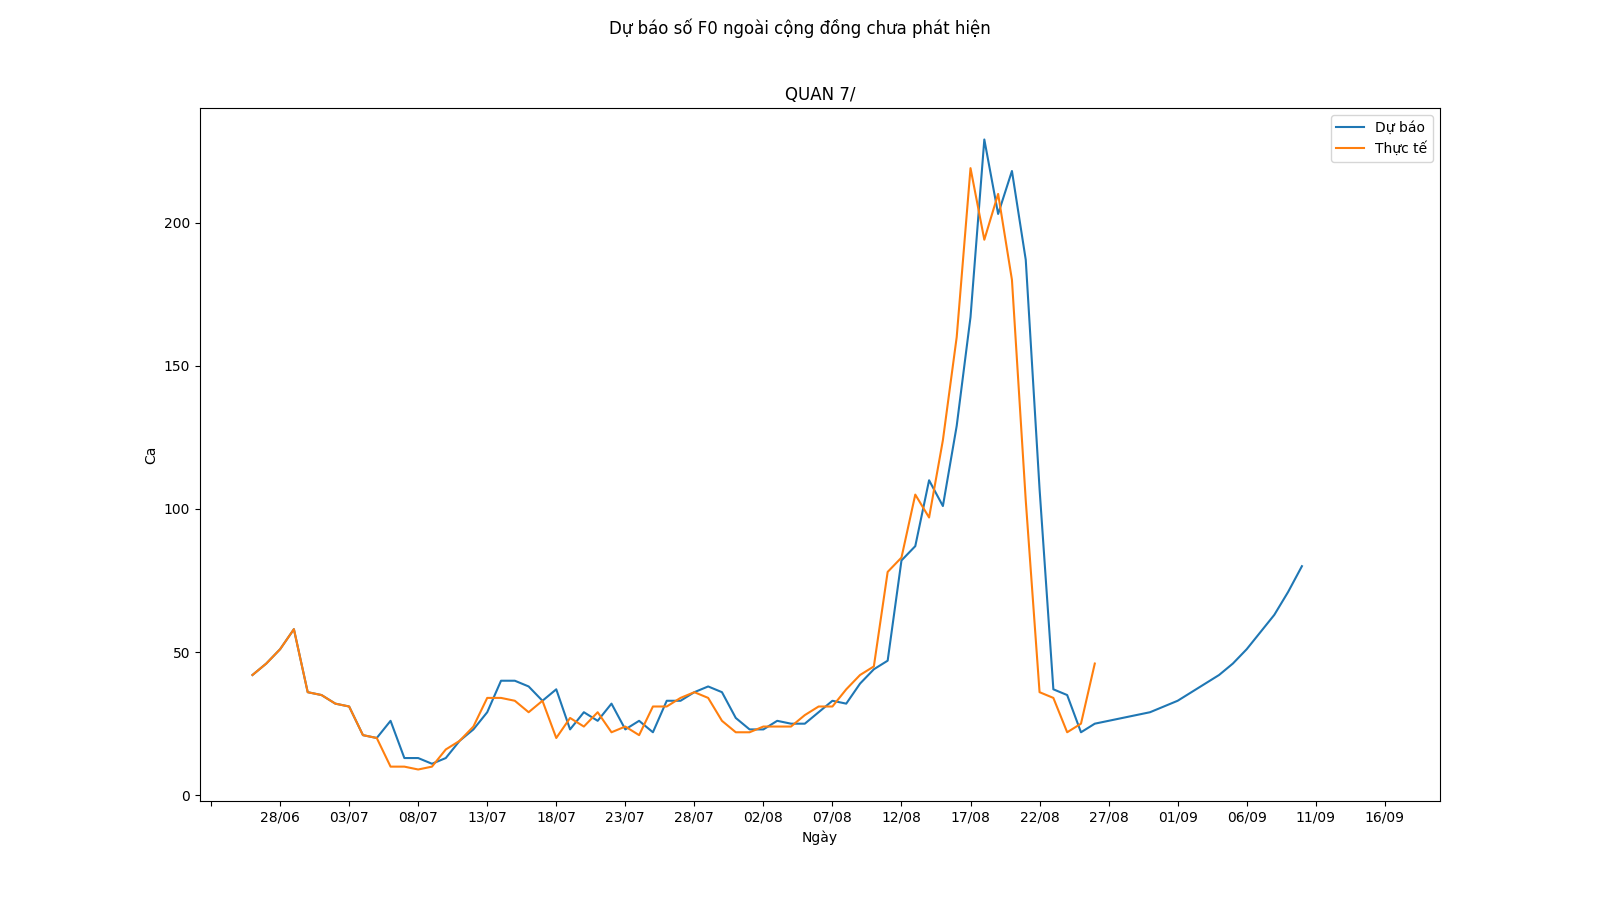 Dự báo số F0 ngoài cộng đồng chưa phát hiện
QUAN 7/
Dự báo
Thực tế
Ca
200
150
100
50
0
28/06 03/07 08/07 13/07 18/07 23/07 28/07 02/08 07/08 12/08 17/08 22/08 27/08 01/09 06/09 11/09 16/09
Ngày